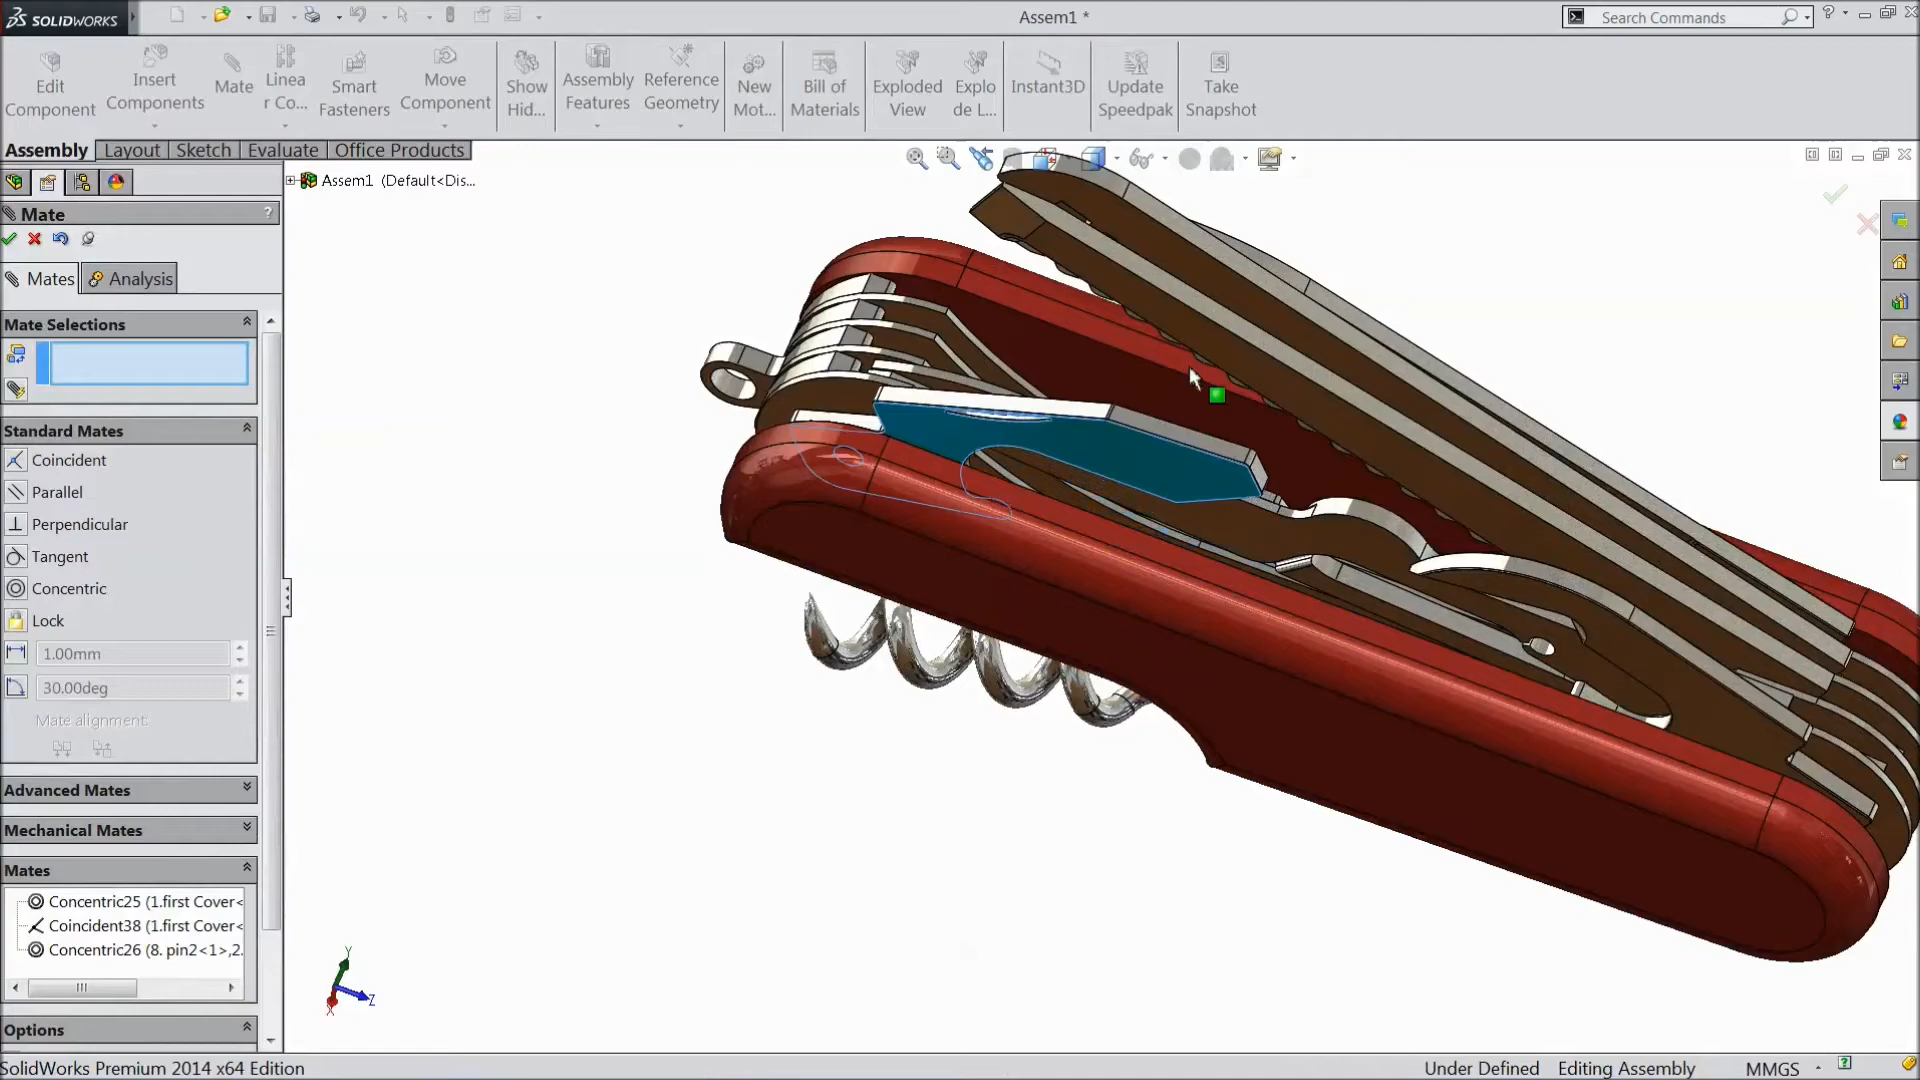 SOLIDWORKS
Assem1 *
Search Commands
Edit Component
Insert Components
Mate
Linea r Co...
Smart Fasteners
Move Component
Show Hid...
Assembly Features
Reference Geometry
New Mot...
Bill of Materials
Exploded View
Explo de L...
Instant3D
Update Speedpak
Take Snapshot
Assembly Layout Sketch Evaluate Office Products
Assem1 (Default<Dis...
Mate ?
Mates Analysis
Mate Selections
Standard Mates
Coincident
Parallel
Perpendicular
Tangent
Concentric
Lock
1.00mm
30.00deg
Mate alignment:
Advanced Mates
Mechanical Mates
Mates
Concentric25 (1.first Cover<
Coincident38 (1.first Cover<
Concentric26 (8. pin2<1>,2.
Options
Y
Z
X
SolidWorks Premium 2014 x64 Edition
Under Defined Editing Assembly MMGS